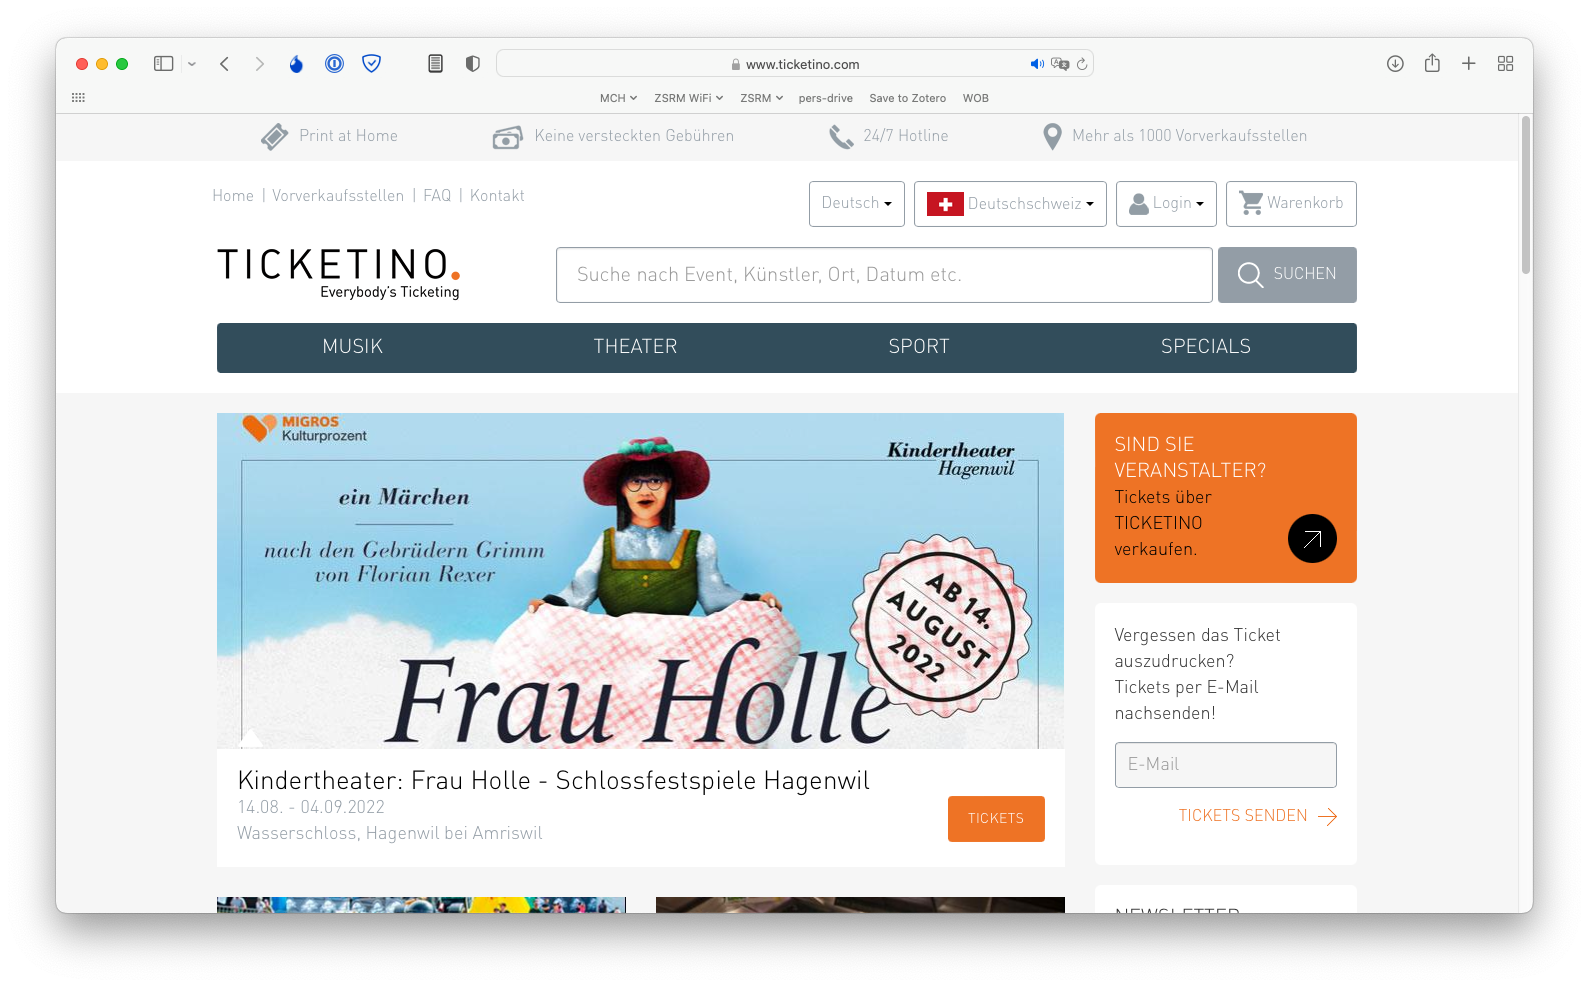 www.ticketino.com
MCH
ZSRM WiFi
ZSRM
pers-drive
Save to Zotero
WOB
Print at Home
Keine versteckten Gebühren
24/7 Hotline
Mehr als 1000 Vorverkaufsstellen
Home | Vorverkaufsstellen | FAQ | Kontakt
Deutsch
Deutschschweiz
Login
Warenkorb
TICKETINO.
Everybody's Ticketing
Suche nach Event, Künstler, Ort, Datum etc.
SUCHEN
MUSIK
THEATER
SPORT
SPECIALS
MIGROS
Kulturprozent
Kindertheater
Hagenwil
ein Märchen
nach den Gebrüdern Grimm
von Florian Rexer
AB 14.
AUGUST
2022
Frau Holle
Kindertheater: Frau Holle - Schlossfestspiele Hagenwil
14.08. - 04.09.2022
Wasserschloss, Hagenwil bei Amriswil
TICKETS
SIND SIE
VERANSTALTER?
Tickets über
TICKETINO
verkaufen.
Vergessen das Ticket
auszudrucken?
Tickets per E-Mail
nachsenden!
E-Mail
TICKETS SENDEN
NEWSLETTER